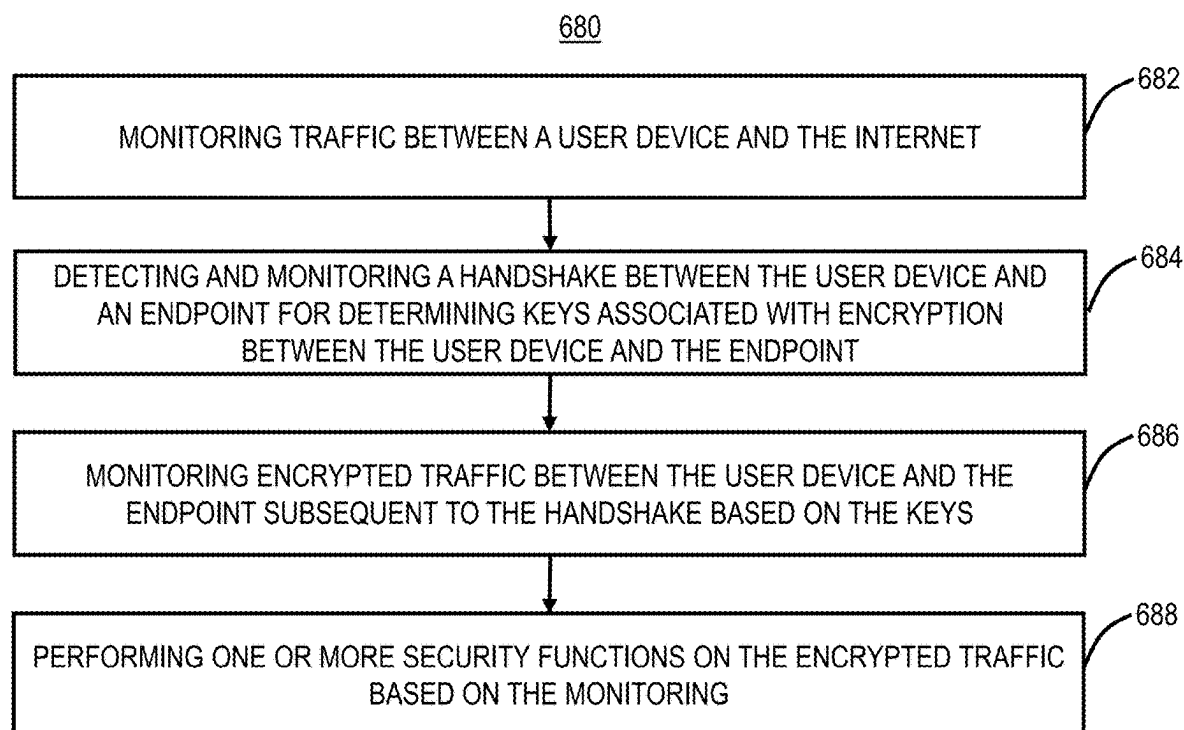 680
682
MONITORING TRAFFIC BETWEEN A USER DEVICE AND THE INTERNET
684
DETECTING AND MONITORING A HANDSHAKE BETWEEN THE USER DEVICE AND
AN ENDPOINT FOR DETERMINING KEYS ASSOCIATED WITH ENCRYPTION
BETWEEN THE USER DEVICE AND THE ENDPOINT
686
MONITORING ENCRYPTED TRAFFIC BETWEEN THE USER DEVICE AND THE
ENDPOINT SUBSEQUENT TO THE HANDSHAKE BASED ON THE KEYS
688
PERFORMING ONE OR MORE SECURITY FUNCTIONS ON THE ENCRYPTED TRAFFIC
BASED ON THE MONITORING